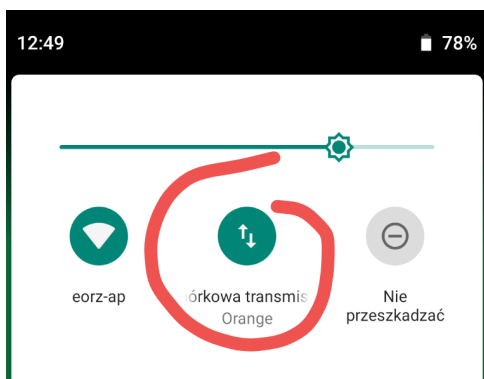 12:49 78%
eorz-ap
órkowa transmis
Orange
Nie
przeszkadzać